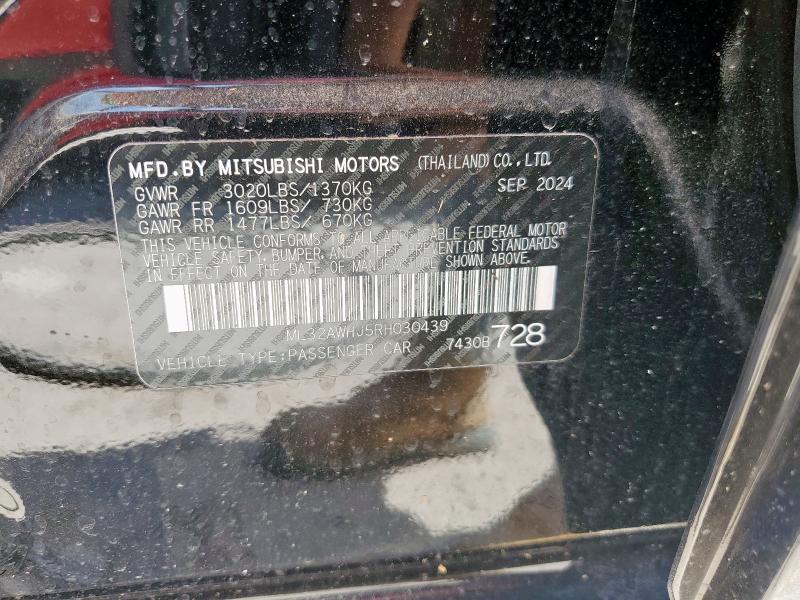 MFD.BY MITSUBISHI MOTORS (THAILAND) CO., LTD.
GVWR 3020LBS/1370KG SEP 2024
GAWR FR 1609LBS/ 730KG
GAWR RR 1477LBS/ 670KG
THIS VEHICLE CONFORMS TO ALL APPLICABLE FEDERAL MOTOR
VEHICLE SAFETY, BUMPER, AND THEFT PREVENTION STANDARDS
IN EFFECT ON THE DATE OF MANUFACTURE SHOWN ABOVE.
ML32AWHJ5RH030439
VEHICLE TYPE:PASSENGER CAR 7430B 728